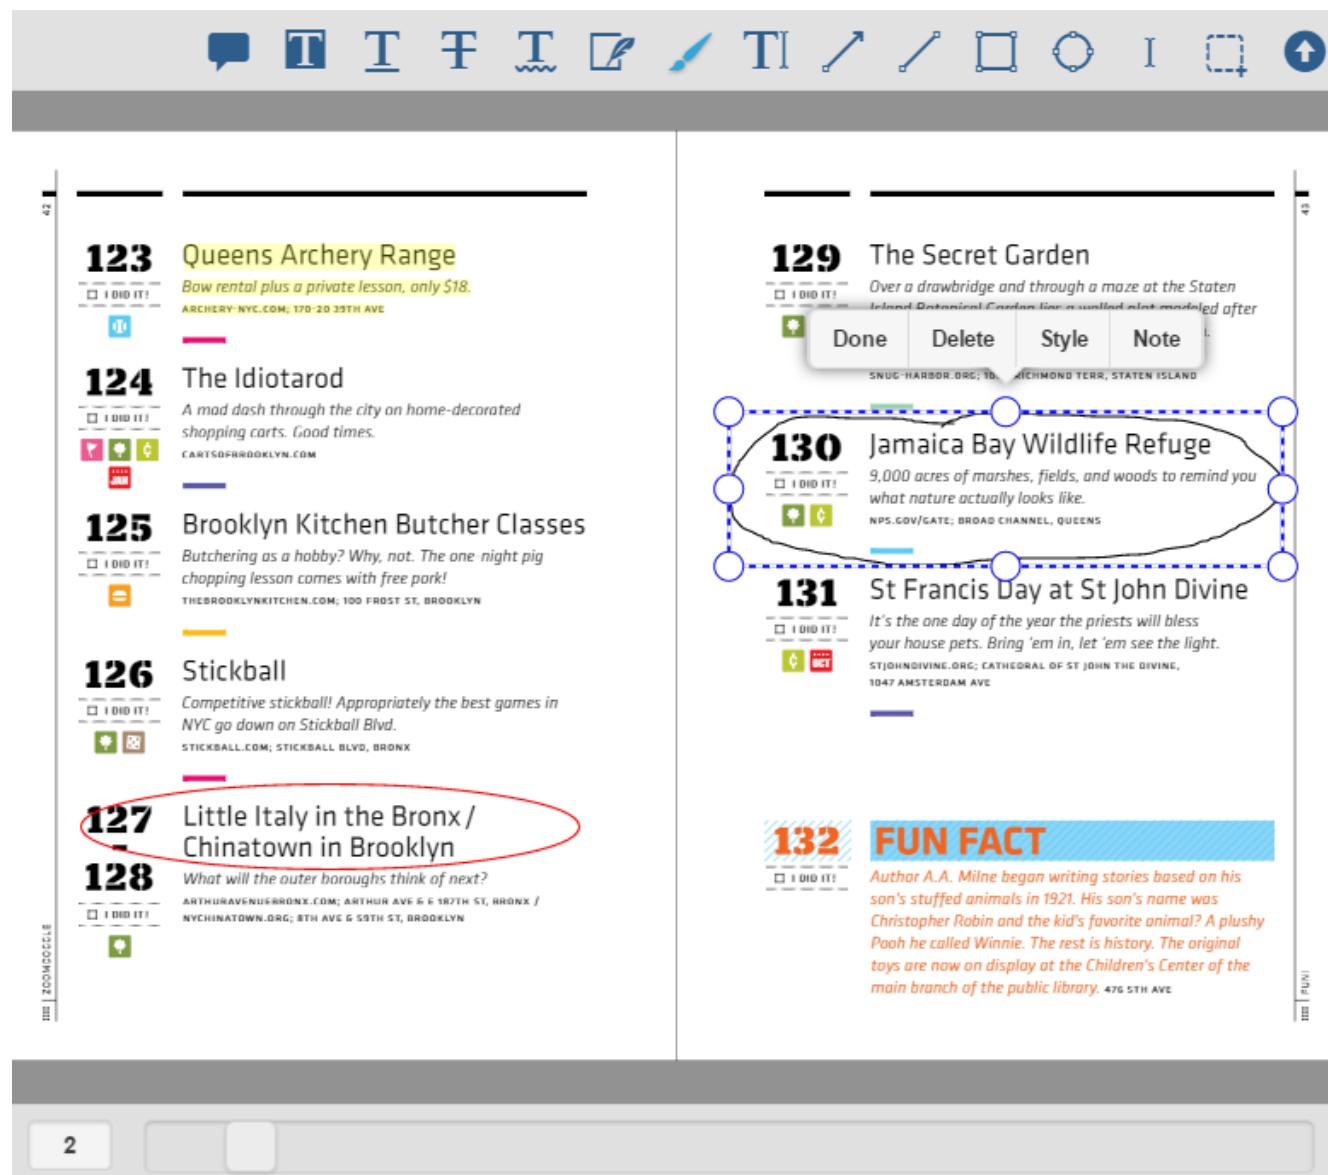 T T T T TI I
42
123
Queens Archery Range
I DID IT!
Bow rental plus a private lesson, only $18.
ARCHERY-NYC.COM; 170-20 39TH AVE
124
The Idiotarod
I DID IT!
A mad dash through the city on home-decorated
shopping carts. Good times.
CARTSOFBROOKLYN.COM
JAN
125
Brooklyn Kitchen Butcher Classes
I DID IT!
Butchering as a hobby? Why, not. The one-night pig
chopping lesson comes with free pork!
THEBROOKLYNKITCHEN.COM; 100 FROST ST, BROOKLYN
126
Stickball
I DID IT!
Competitive stickball! Appropriately the best games in
NYC go down on Stickball Blvd.
STICKBALL.COM; STICKBALL BLVD, BRONX
127
Little Italy in the Bronx /
Chinatown in Brooklyn
128
What will the outer boroughs think of next?
I DID IT!
ARTHURAVENUEBRONX.COM; ARTHUR AVE & E 187TH ST, BRONX /
NYCHINATOWN.ORG; 8TH AVE & 59TH ST, BROOKLYN
ZOOMDOGGLE
43
129
The Secret Garden
I DID IT!
Over a drawbridge and through a maze at the Staten
Island Botanical Garden lies a walled plot modeled after
Done Delete Style Note
SNUG-HARBOR.ORG; RICHMOND TERR, STATEN ISLAND
130
Jamaica Bay Wildlife Refuge
I DID IT!
9,000 acres of marshes, fields, and woods to remind you
what nature actually looks like.
NPS.GOV/GATE; BROAD CHANNEL, QUEENS
131
St Francis Day at St John Divine
I DID IT!
It's the one day of the year the priests will bless
your house pets. Bring 'em in, let 'em see the light.
STJOHNDIVINE.ORG; CATHEDRAL OF ST JOHN THE DIVINE,
1047 AMSTERDAM AVE
OCT
132
FUN FACT
I DID IT!
Author A.A. Milne began writing stories based on his
son's stuffed animals in 1921. His son's name was
Christopher Robin and the kid's favorite animal? A plushy
Pooh he called Winnie. The rest is history. The original
toys are now on display at the Children's Center of the
main branch of the public library. 476 5TH AVE
FUN!
2